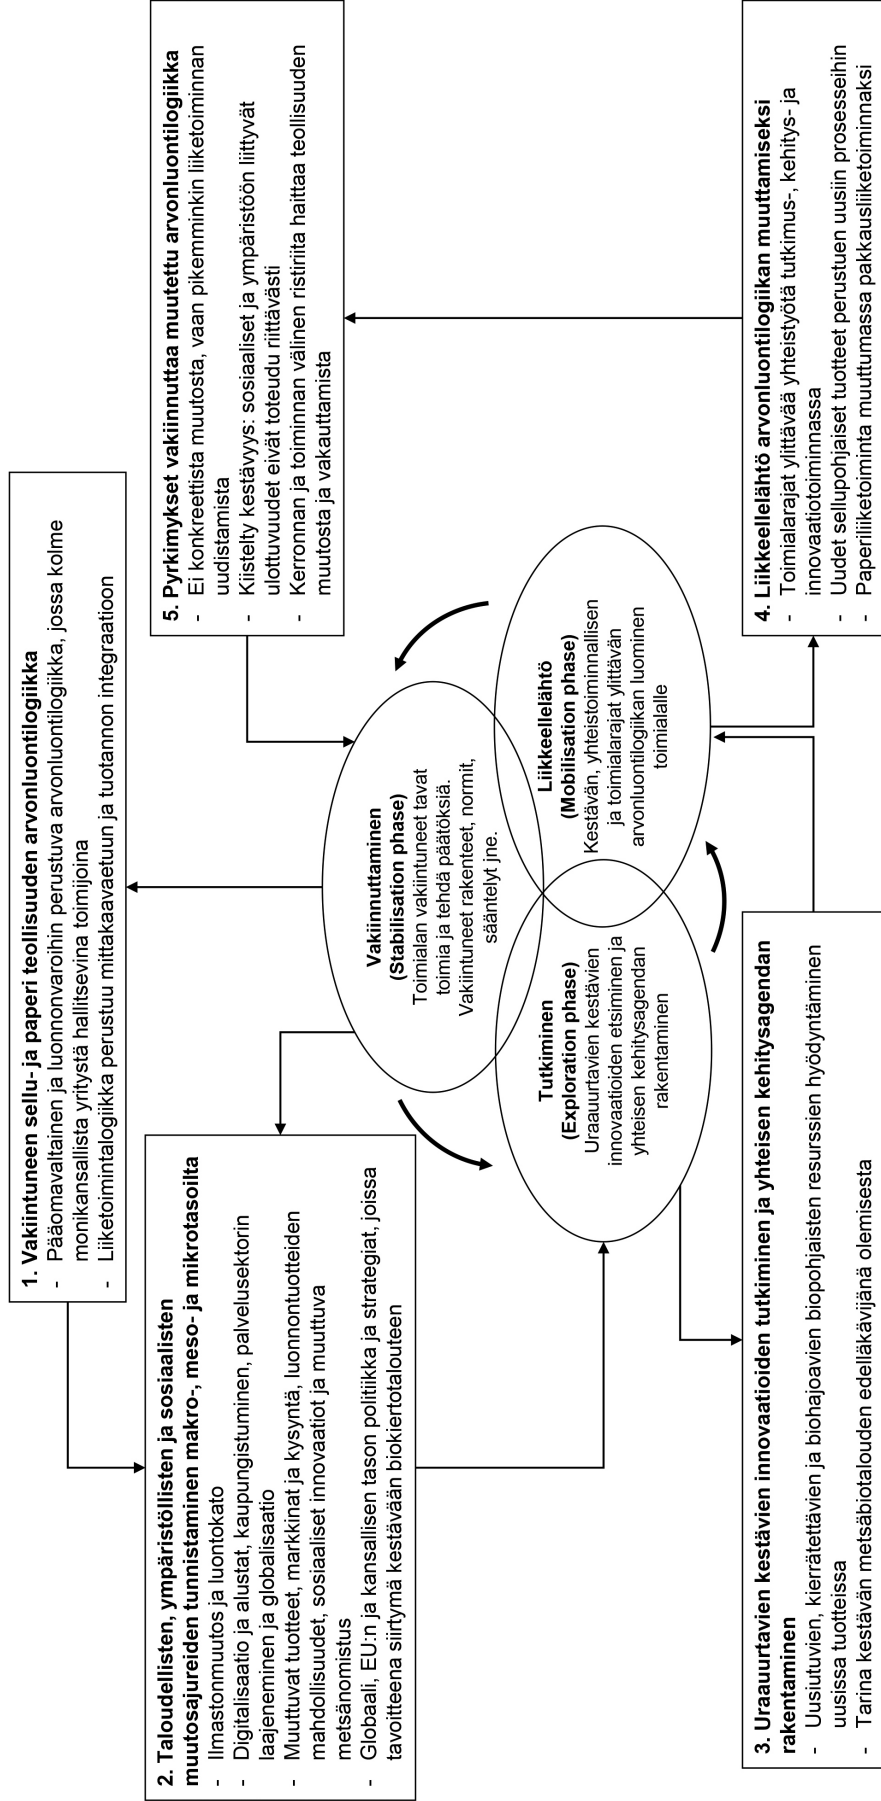 1. Vakiintuneen sellu- ja paperi teollisuuden arvonluontilogiikka
- Pääomavaltainen ja luonnonvaroihin perustuva arvonluontilogiikka, jossa kolme
monikansallista yritystä hallitsevina toimijoina
- Liiketoimintalogiikka perustuu mittakaavaetuun ja tuotannon integraatioon
2. Taloudellisten, ympäristöllisten ja sosiaalisten
muutosajureiden tunnistaminen makro-, meso- ja mikrotasoilta
- Ilmastonmuutos ja luontokato
- Digitalisaatio ja alustat, kaupungistuminen, palvelusektorin
laajeneminen ja globalisaatio
- Muuttuvat tuotteet, markkinat ja kysyntä, luonnontuotteiden
mahdollisuudet, sosiaaliset innovaatiot ja muuttuva
metsänomistus
- Globaali, EU:n ja kansallisen tason politiikka ja strategiat, joissa
tavoitteena siirtymä kestävään biokiertotalouteen
5. Pyrkimykset vakiinnuttaa muutettu arvonluontilogiikka
- Ei konkreettista muutosta, vaan pikemminkin liiketoiminnan
uudistamista
- Kiistelty kestävyys: sosiaaliset ja ympäristöön liittyvät
ulottuvuudet eivät toteudu riittävästi
- Kerronnan ja toiminnan välinen ristiriita haittaa teollisuuden
muutosta ja vakauttamista
Vakiinnuttaminen
(Stabilisation phase)
Toimialan vakiintuneet tavat
toimia ja tehdä päätöksiä.
Vakiintuneet rakenteet, normit,
sääntelyt jne.
Tutkiminen
(Exploration phase)
Uraauurtavien kestävien
innovaatioiden etsiminen ja
yhteisen kehitysagendan
rakentaminen
Liikkeellelähtö
(Mobilisation phase)
Kestävän, yhteistoiminnallisen
ja toimialarajat ylittävän
arvonluontilogiikan luominen
toimialalle
3. Uraauurtavien kestävien innovaatioiden tutkiminen ja yhteisen kehitysagendan
rakentaminen
- Uusiutuvien, kierrätettävien ja biohajoavien biopohjaisten resurssien hyödyntäminen
uusissa tuotteissa
- Tarina kestävän metsäbiotalouden edelläkävijänä olemisesta
4. Liikkeellelähtö arvonluontilogiikan muuttamiseksi
- Toimialarajat ylittävää yhteistyötä tutkimus-, kehitys- ja
innovaatiotoiminnassa
- Uudet sellupohjaiset tuotteet perustuen uusiin prosesseihin
- Paperiliiketoiminta muuttumassa pakkausliiketoiminnaksi